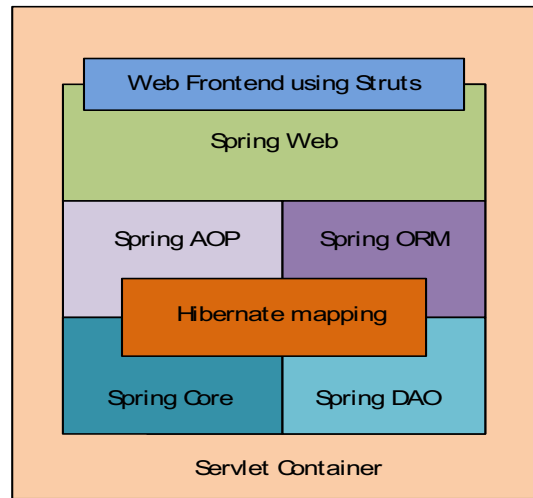 Web Frontend using Struts
Spring Web
Spring AOP
Spring ORM
Hibernate mapping
Spring Core
Spring DAO
Servlet Container